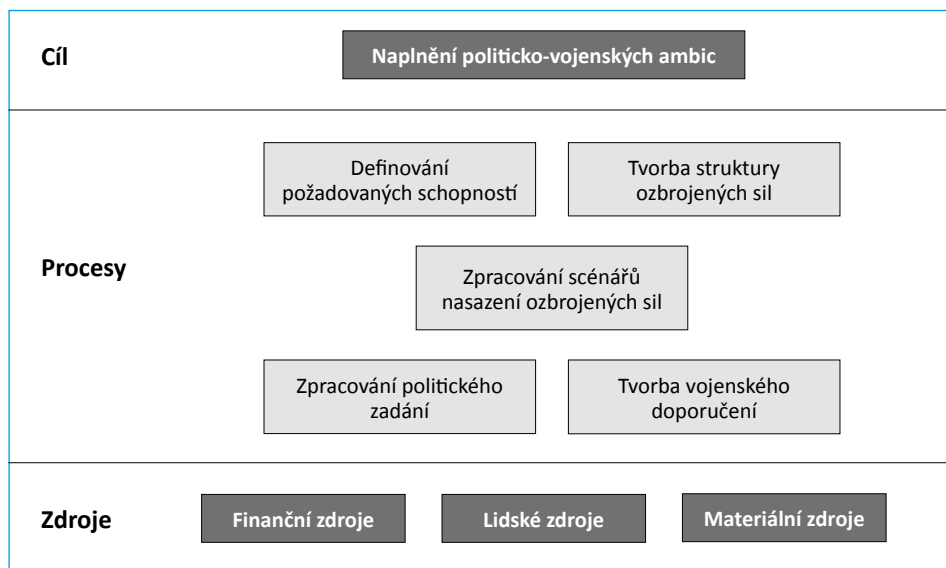 Cíl
Naplnění politicko-vojenských ambic
Procesy
Definování
požadovaných schopností
Tvorba struktury
ozbrojených sil
Zpracování scénářů
nasazení ozbrojených sil
Zpracování politického
zadání
Tvorba vojenského
doporučení
Zdroje
Finanční zdroje
Lidské zdroje
Materiální zdroje